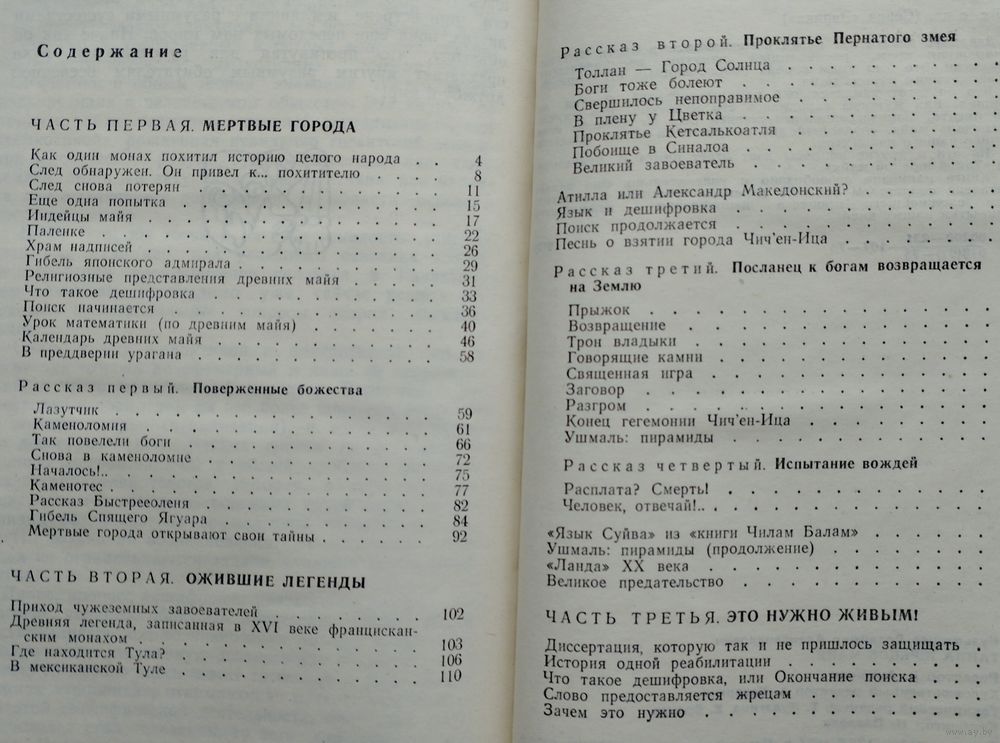 Содержание
ЧАСТЬ ПЕРВАЯ. МЕРТВЫЕ ГОРОДА
Как один монах похитил историю целого народа . . 4
След обнаружен. Он привел к... похитителю . . . . 8
След снова потерян . . . . . . . . . . 11
Еще одна попытка . . . . . . . . . . 15
Индейцы майя . . . . . . . . . . . . 17
Паленке . . . . . . . . . . . . . . 22
Храм надписей . . . . . . . . . . . 26
Гибель японского адмирала . . . . . . . . 29
Религиозные представления древних майя . . . . 31
Что такое дешифровка . . . . . . . . . 33
Поиск начинается . . . . . . . . . . 36
Урок математики (по древним майя) . . . . . 40
Календарь древних майя . . . . . . . . 46
В преддверии урагана . . . . . . . . . 58
Рассказ первый. Поверженные божества
Лазутчик . . . . . . . . . . . . . 59
Каменоломня . . . . . . . . . . . . 61
Так повелели боги . . . . . . . . . . 66
Снова в каменоломне . . . . . . . . . 72
Началось!.. . . . . . . . . . . . . 75
Каменотес . . . . . . . . . . . . . 77
Рассказ Быстрееоленя . . . . . . . . . 82
Гибель Спящего Ягуара . . . . . . . . 84
Мертвые города открывают свои тайны . . . . . 92
ЧАСТЬ ВТОРАЯ. ОЖИВШИЕ ЛЕГЕНДЫ
Приход чужеземных завоевателей . . . . . . 102
Древняя легенда, записанная в XVI веке францискан-
ским монахом . . . . . . . . . . . 103
Где находится Тула? . . . . . . . . . 106
В мексиканской Туле . . . . . . . . . 110
Рассказ второй. Проклятье Пернатого змея
Толлан — Город Солнца . . . . . . . . .
Боги тоже болеют . . . . . . . . . .
Свершилось непоправимое . . . . . . . .
В плену у Цветка . . . . . . . . . .
Проклятье Кетсалькоатля . . . . . . . .
Побоище в Синалоа . . . . . . . . . .
Великий завоеватель . . . . . . . . .
Атилла или Александр Македонский? . . . . . .
Язык и дешифровка . . . . . . . . . .
Поиск продолжается . . . . . . . . . .
Песнь о взятии города Чич'ен-Ица . . . . . .
Рассказ третий. Посланец к богам возвращается
на Землю
Прыжок . . . . . . . . . . . . .
Возвращение . . . . . . . . . . . .
Трон владыки . . . . . . . . . . . .
Говорящие камни . . . . . . . . . . .
Священная игра . . . . . . . . . . .
Заговор . . . . . . . . . . . . .
Разгром . . . . . . . . . . . . .
Конец гегемонии Чич'ен-Ица . . . . . . .
Ушмаль: пирамиды . . . . . . . . . .
Рассказ четвертый. Испытание вождей
Расплата? Смерть! . . . . . . . . . .
Человек, отвечай!.. . . . . . . . . . .
«Язык Суйва» из «книги Чилам Балам» . . . . .
Ушмаль: пирамиды (продолжение) . . . . . . .
«Ланда» XX века . . . . . . . . . . .
Великое предательство . . . . . . . . .
ЧАСТЬ ТРЕТЬЯ. ЭТО НУЖНО ЖИВЫМ!
Диссертация, которую так и не пришлось защищать .
История одной реабилитации . . . . . . . .
Что такое дешифровка, или Окончание поиска . . .
Слово предоставляется жрецам . . . . . . .
Зачем это нужно . . . . . . . . . . .
www.ay.by